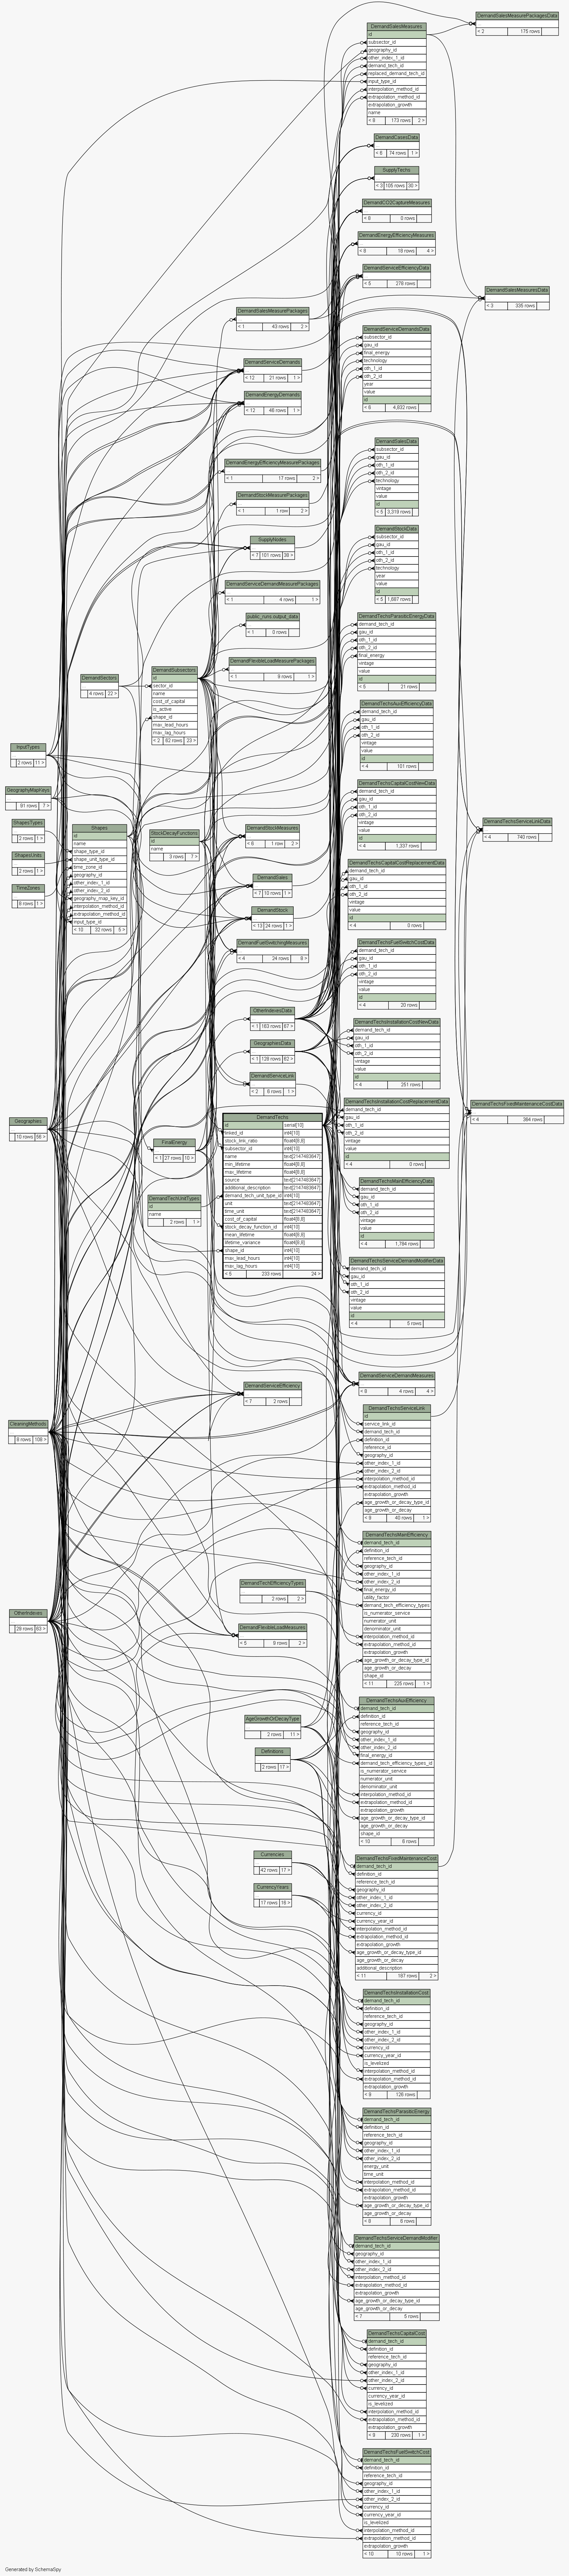 DemandSalesMeasurePackagesData
< 2 175 rows
DemandSalesMeasures
id
subsector_id
geography_id
other_index_1_id
demand_tech_id
replaced_demand_tech_id
input_type_id
interpolation_method_id
extrapolation_method_id
extrapolation_growth
name
< 8 173 rows 2 >
DemandCasesData
74 rows 1 >
SupplyTechs
< 3 105 rows 30 >
DemandCO2CaptureMeasures
< 8 0 rows
DemandEnergyEfficiencyMeasures
< 8 18 rows 4 >
DemandServiceEfficiencyData
< 5 276 rows
DemandSalesMeasuresData
< 3 335 rows
DemandSalesMeasurePackages
< 1 43 rows 2 >
DemandServiceDemandsData
subsector_id
gau_id
final_energy
technology
oth_1_id
oth_2_id
year
value
id
< 6 4,832 rows
DemandServiceDemands
< 12 21 rows 1 >
DemandEnergyDemands
< 12 46 rows 1 >
DemandSalesData
subsector_id
gau_id
oth_1_id
oth_2_id
technology
vintage
value
id
< 5 3,319 rows
DemandEnergyEfficiencyMeasurePackages
< 1 17 rows 2 >
DemandStockMeasurePackages
< 1 1 row 2 >
DemandStockData
subsector_id
gau_id
oth_1_id
oth_2_id
technology
year
value
id
< 5 1,887 rows
SupplyNodes
< 7 101 rows 38 >
DemandServiceDemandMeasurePackages
< 1 4 rows 1 >
public_runs.output_data
< 1 0 rows
DemandTechsParasiticEnergyData
demand_tech_id
gau_id
oth_1_id
oth_2_id
final_energy
vintage
value
id
< 5 21 rows
DemandFlexibleLoadMeasurePackages
< 1 9 rows 1 >
DemandSectors
4 rows 22 >
DemandSubsectors
id
sector_id
name
cost_of_capital
is_active
shape_id
max_lead_hours
max_lag_hours
< 2 82 rows 23 >
DemandTechsAuxEfficiencyData
demand_tech_id
gau_id
oth_1_id
oth_2_id
vintage
value
id
< 4 101 rows
InputTypes
2 rows 11 >
GeographyMapKeys
81 rows 7 >
ShapesTypes
2 rows 1 >
ShapesUnits
2 rows 1 >
TimeZones
8 rows 1 >
Shapes
id
name
shape_type_id
shape_unit_type_id
time_zone_id
geography_id
other_index_1_id
other_index_2_id
geography_map_key_id
interpolation_method_id
extrapolation_method_id
input_type_id
< 10 32 rows 5 >
StockDecayFunctions
id
name
3 rows 7 >
DemandTechsCapitalCostNewData
demand_tech_id
gau_id
oth_1_id
oth_2_id
vintage
value
id
< 4 1,337 rows
DemandTechsServiceLinkData
< 4 740 rows
DemandStockMeasures
< 8 1 row 2 >
DemandTechsCapitalCostReplacementData
demand_tech_id
gau_id
oth_1_id
oth_2_id
vintage
value
id
< 4 0 rows
DemandSales
< 7 10 rows 1 >
DemandStock
< 13 24 rows 1 >
DemandFuelSwitchingMeasures
< 4 24 rows 8 >
DemandTechsFuelSwitchCostData
demand_tech_id
gau_id
oth_1_id
oth_2_id
vintage
value
id
< 4 20 rows
OtherIndexesData
< 1 183 rows 67 >
GeographiesData
< 1 128 rows 62 >
DemandServiceLink
< 2 6 rows 1 >
DemandTechsInstallationCostNewData
demand_tech_id
gau_id
oth_1_id
oth_2_id
vintage
value
id
< 4 251 rows
DemandTechsInstallationCostReplacementData
demand_tech_id
gau_id
oth_1_id
oth_2_id
vintage
value
id
< 4 0 rows
DemandTechsFixedMaintenanceCostData
< 4 384 rows
Geographies
10 rows 56 >
FinalEnergy
< 1 27 rows 10 >
DemandTechs
id serial[10]
linked_id int4[10]
stock_link_ratio float8[8,8]
subsector_id int4[10]
name text[2147483647]
min_lifetime float8[8,8]
max_lifetime float8[8,8]
source text[2147483647]
additional_description text[2147483647]
demand_tech_unit_type_id int4[10]
unit text[2147483647]
time_unit text[2147483647]
cost_of_capital float8[8,8]
stock_decay_function_id int4[10]
mean_lifetime float8[8,8]
lifetime_variance float8[8,8]
shape_id int4[10]
max_lead_hours int4[10]
max_lag_hours int4[10]
< 5 233 rows 24 >
DemandTechUnitTypes
id
name
3 rows 1 >
DemandTechsMainEfficiencyData
demand_tech_id
gau_id
oth_1_id
oth_2_id
vintage
value
id
< 4 1,784 rows
DemandTechsServiceDemandModifierData
demand_tech_id
gau_id
oth_1_id
oth_2_id
vintage
value
id
< 4 5 rows
DemandServiceDemandMeasures
< 8 4 rows 4 >
DemandServiceEfficiency
< 7 2 rows
DemandTechsServiceLink
id
service_link_id
demand_tech_id
definition_id
reference_id
geography_id
other_index_1_id
other_index_2_id
interpolation_method_id
extrapolation_method_id
extrapolation_growth
age_growth_or_decay_type_id
age_growth_or_decay
< 8 40 rows 1 >
CleaningMethods
8 rows 108 >
DemandTechsMainEfficiency
demand_tech_id
definition_id
reference_tech_id
geography_id
other_index_1_id
other_index_2_id
final_energy_id
utility_factor
demand_tech_efficiency_types
is_numerator_service
numerator_unit
denominator_unit
interpolation_method_id
extrapolation_method_id
extrapolation_growth
age_growth_or_decay_type_id
age_growth_or_decay
shape_id
< 11 225 rows 1 >
DemandTechEfficiencyTypes
2 rows 2 >
OtherIndexes
29 rows 63 >
DemandFlexibleLoadMeasures
< 5 9 rows 2 >
DemandTechsAuxEfficiency
demand_tech_id
definition_id
reference_tech_id
geography_id
other_index_1_id
other_index_2_id
final_energy_id
demand_tech_efficiency_types_id
is_numerator_service
numerator_unit
denominator_unit
interpolation_method_id
extrapolation_method_id
extrapolation_growth
age_growth_or_decay_type_id
age_growth_or_decay
shape_id
< 10 6 rows
AgeGrowthOrDecayType
2 rows 11 >
Definitions
2 rows 17 >
Currencies
42 rows 17 >
CurrencyYears
17 rows 16 >
DemandTechsFixedMaintenanceCost
demand_tech_id
definition_id
reference_tech_id
geography_id
other_index_1_id
other_index_2_id
currency_id
currency_year_id
interpolation_method_id
extrapolation_method_id
extrapolation_growth
age_growth_or_decay_type_id
age_growth_or_decay
additional_description
< 11 187 rows 2 >
DemandTechsInstallationCost
demand_tech_id
definition_id
reference_tech_id
geography_id
other_index_1_id
other_index_2_id
currency_id
currency_year_id
is_levelized
interpolation_method_id
extrapolation_method_id
extrapolation_growth
126 rows
DemandTechsParasiticEnergy
demand_tech_id
definition_id
reference_tech_id
geography_id
other_index_1_id
other_index_2_id
energy_unit
time_unit
interpolation_method_id
extrapolation_method_id
extrapolation_growth
age_growth_or_decay_type_id
age_growth_or_decay
< 8 8 rows
DemandTechsServiceDemandModifier
demand_tech_id
geography_id
other_index_1_id
other_index_2_id
interpolation_method_id
extrapolation_method_id
extrapolation_growth
age_growth_or_decay_type_id
age_growth_or_decay
< 7 5 rows
DemandTechsCapitalCost
demand_tech_id
definition_id
reference_tech_id
geography_id
other_index_1_id
other_index_2_id
currency_id
currency_year_id
is_levelized
interpolation_method_id
extrapolation_method_id
extrapolation_growth
230 rows 1 >
DemandTechsFuelSwitchCost
demand_tech_id
definition_id
reference_tech_id
geography_id
other_index_1_id
other_index_2_id
currency_id
currency_year_id
is_levelized
interpolation_method_id
extrapolation_method_id
extrapolation_growth
< 10 10 rows 1 >
Generated by SchemaSpy